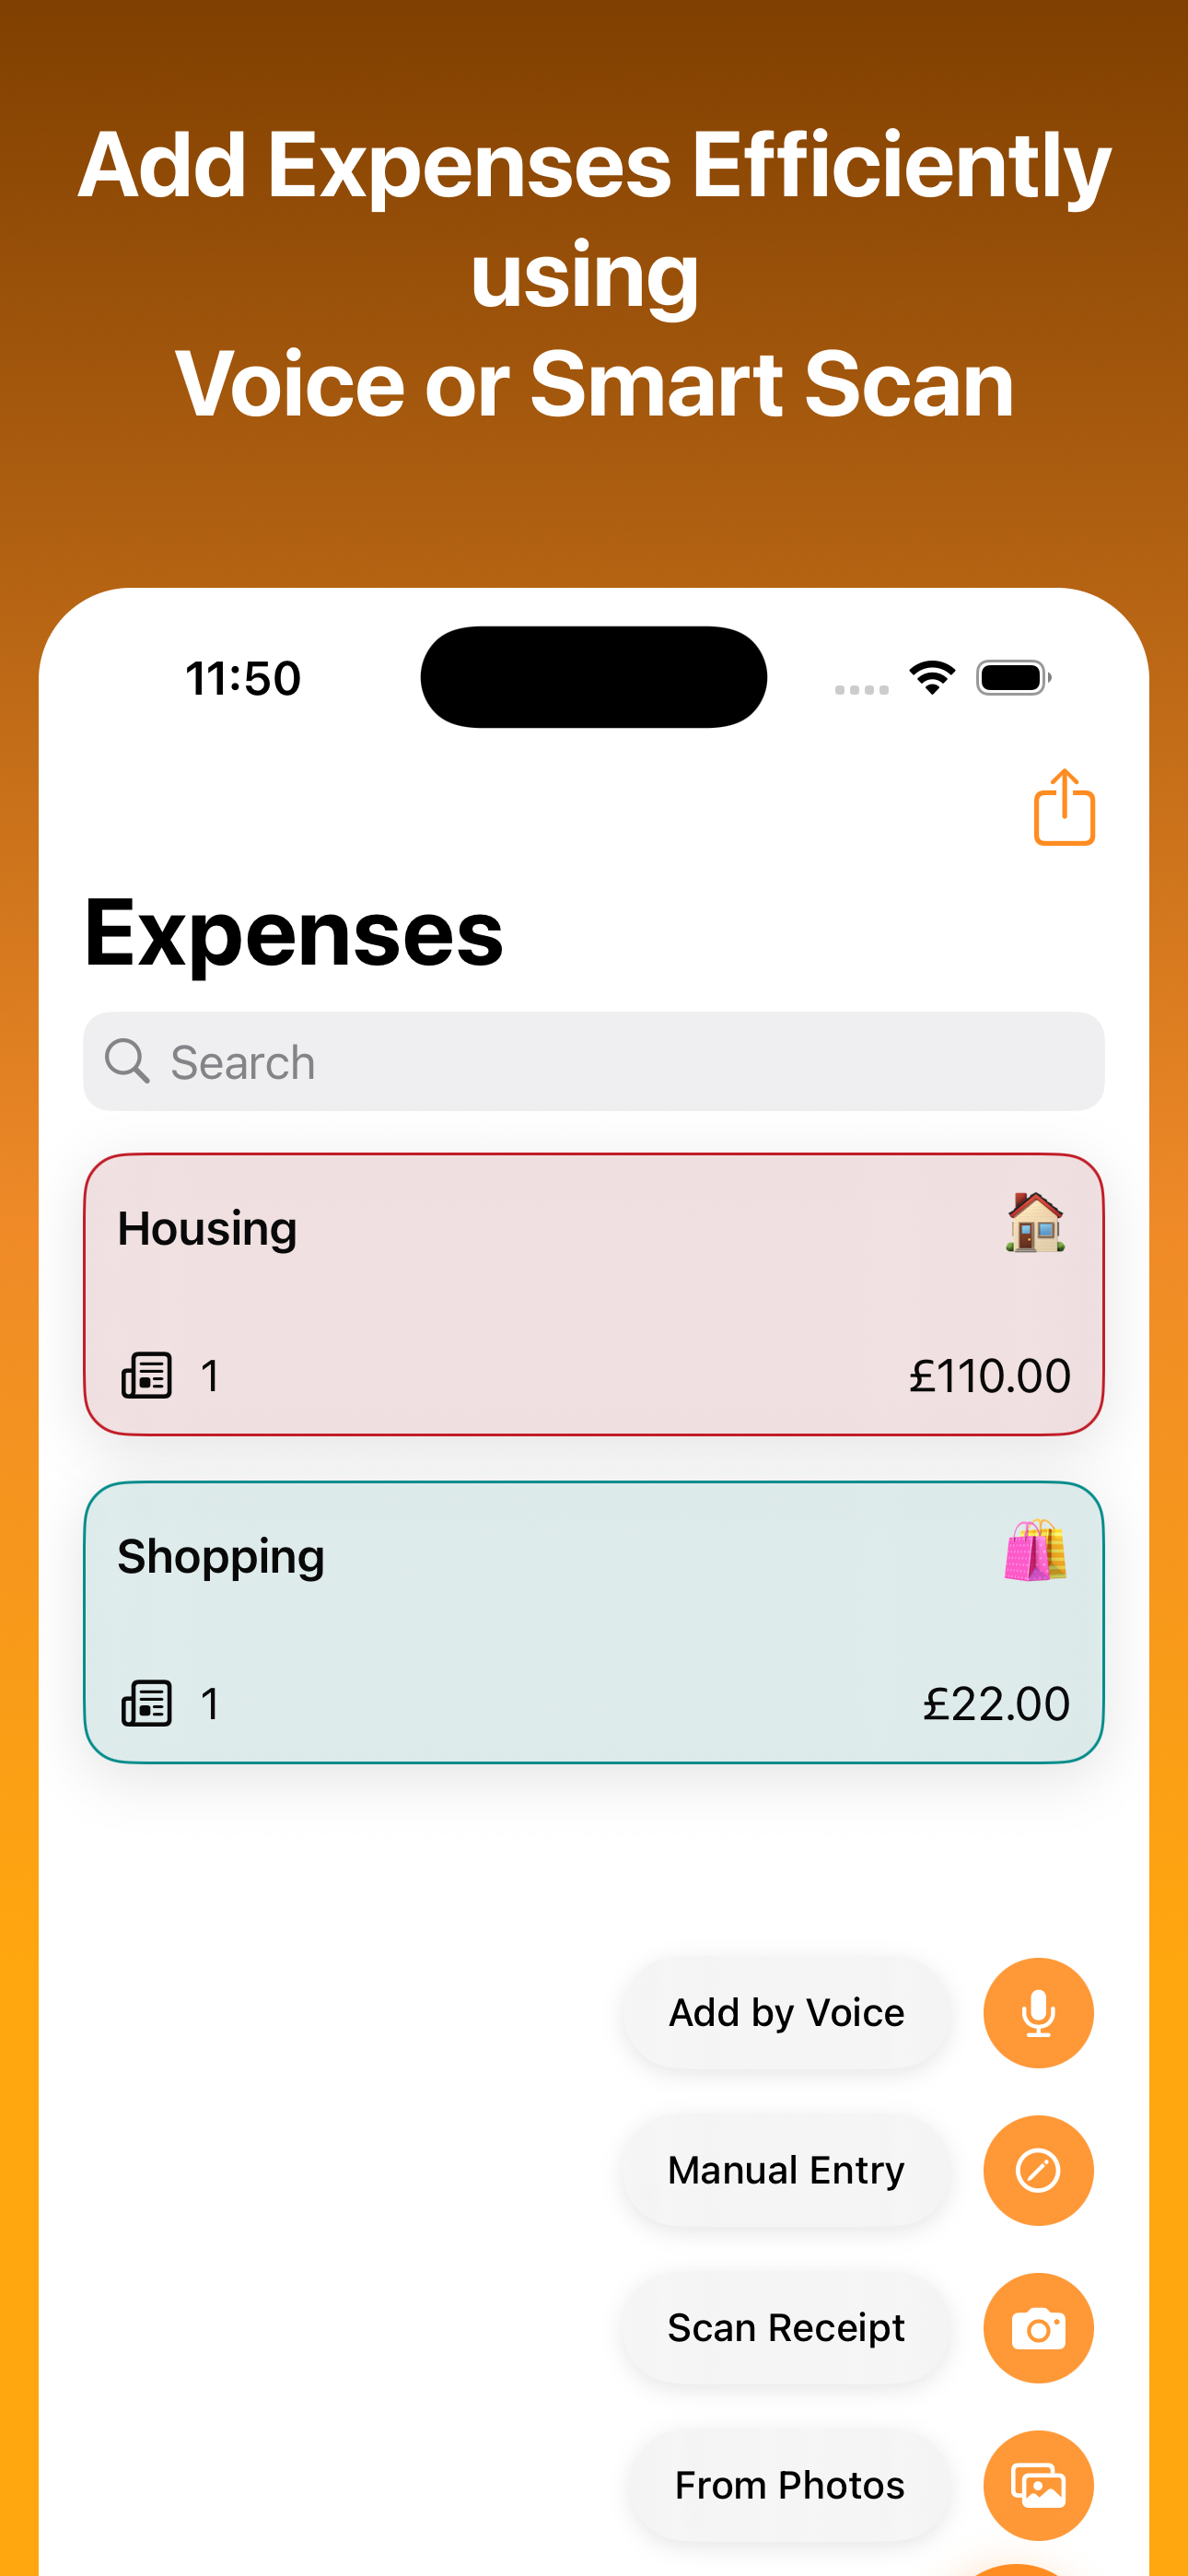 Add Expenses Efficiently
using
Voice or Smart Scan
11:50
Expenses
Search
Housing
1
£110.00
Shopping
1
£22.00
Add by Voice
Manual Entry
Scan Receipt
From Photos